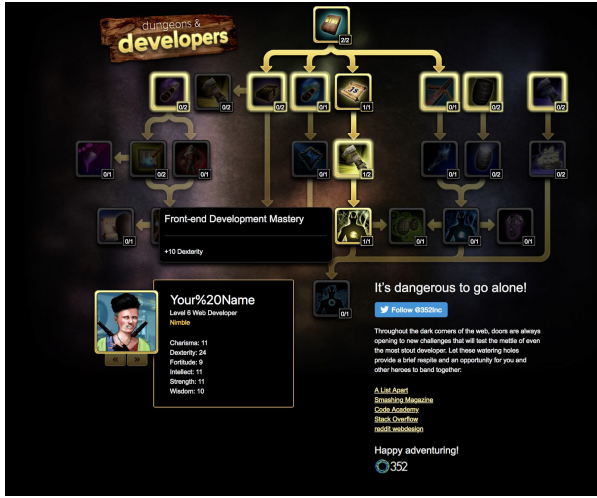 dungeons &
developers
2/2
0/2
0/2
0/2
0/1
JS
1/1
0/1
0/2
0/2
0/1
0/2
0/1
0/1
1/2
0/1
0/2
0/2
0/1
Front-end Development Mastery
+10 Dexterity
1/1
0/1
0/1
0/1
0/1
Your%20Name
Level 6 Web Developer
Nimble
Charisma: 11
Dexterity: 24
Fortitude: 9
Intellect: 11
Strength: 11
Wisdom: 10
It's dangerous to go alone!
Follow @352Inc
Throughout the dark corners of the web, doors are always
opening to new challenges that will test the mettle of even
the most stout developer. Let these watering holes
provide a brief respite and an opportunity for you and
other heroes to band together:
A List Apart
Smashing Magazine
Code Academy
Stack Overflow
reddit webdesign
Happy adventuring!
352